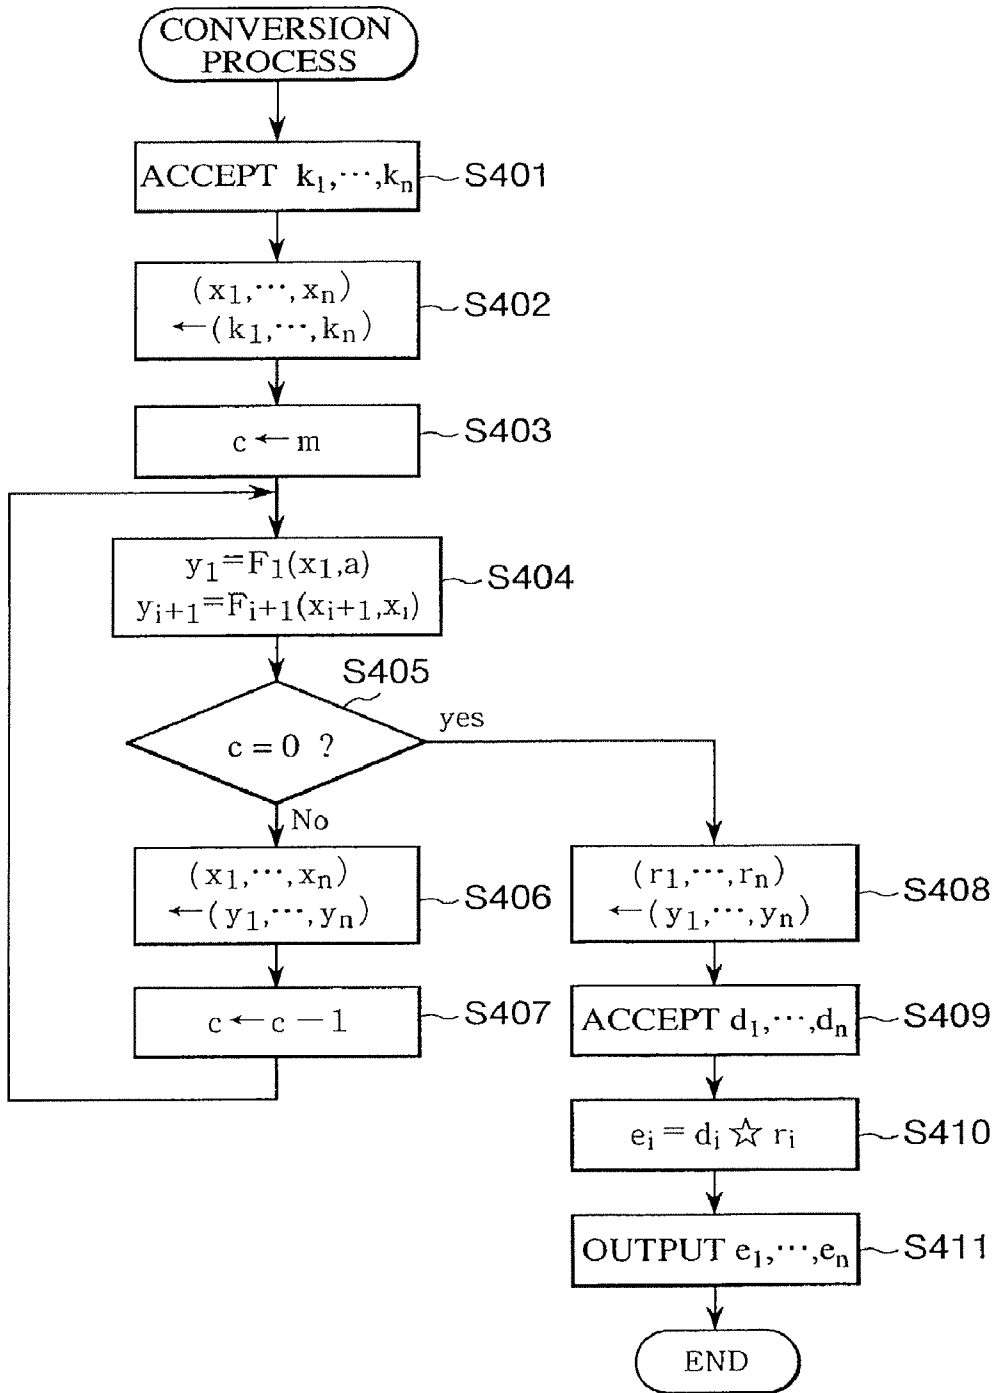 CONVERSION
PROCESS
ACCEPT k₁,⋯,kₙ
S401
(x₁,⋯,xₙ)
←(k₁,⋯,kₙ)
S402
c←m
S403
y₁=F₁(x₁,a)
yᵢ₊₁=Fᵢ₊₁(xᵢ₊₁,xᵢ)
S404
S405
c=0 ?
yes
No
(x₁,⋯,xₙ)
←(y₁,⋯,yₙ)
S406
c←c−1
S407
(r₁,⋯,rₙ)
←(y₁,⋯,yₙ)
S408
ACCEPT d₁,⋯,dₙ
S409
eᵢ=dᵢ☆rᵢ
S410
OUTPUT e₁,⋯,eₙ
S411
END